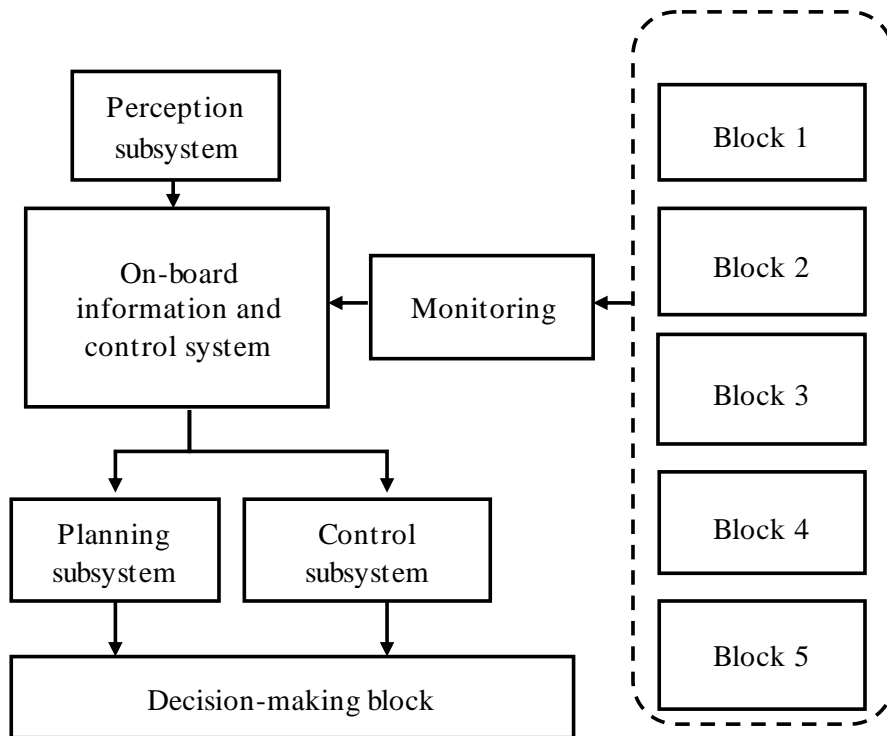 Perception
subsystem
On-board
information and
control system
Monitoring
Planning
subsystem
Control
subsystem
Decision-making block
Block 1
Block 2
Block 3
Block 4
Block 5